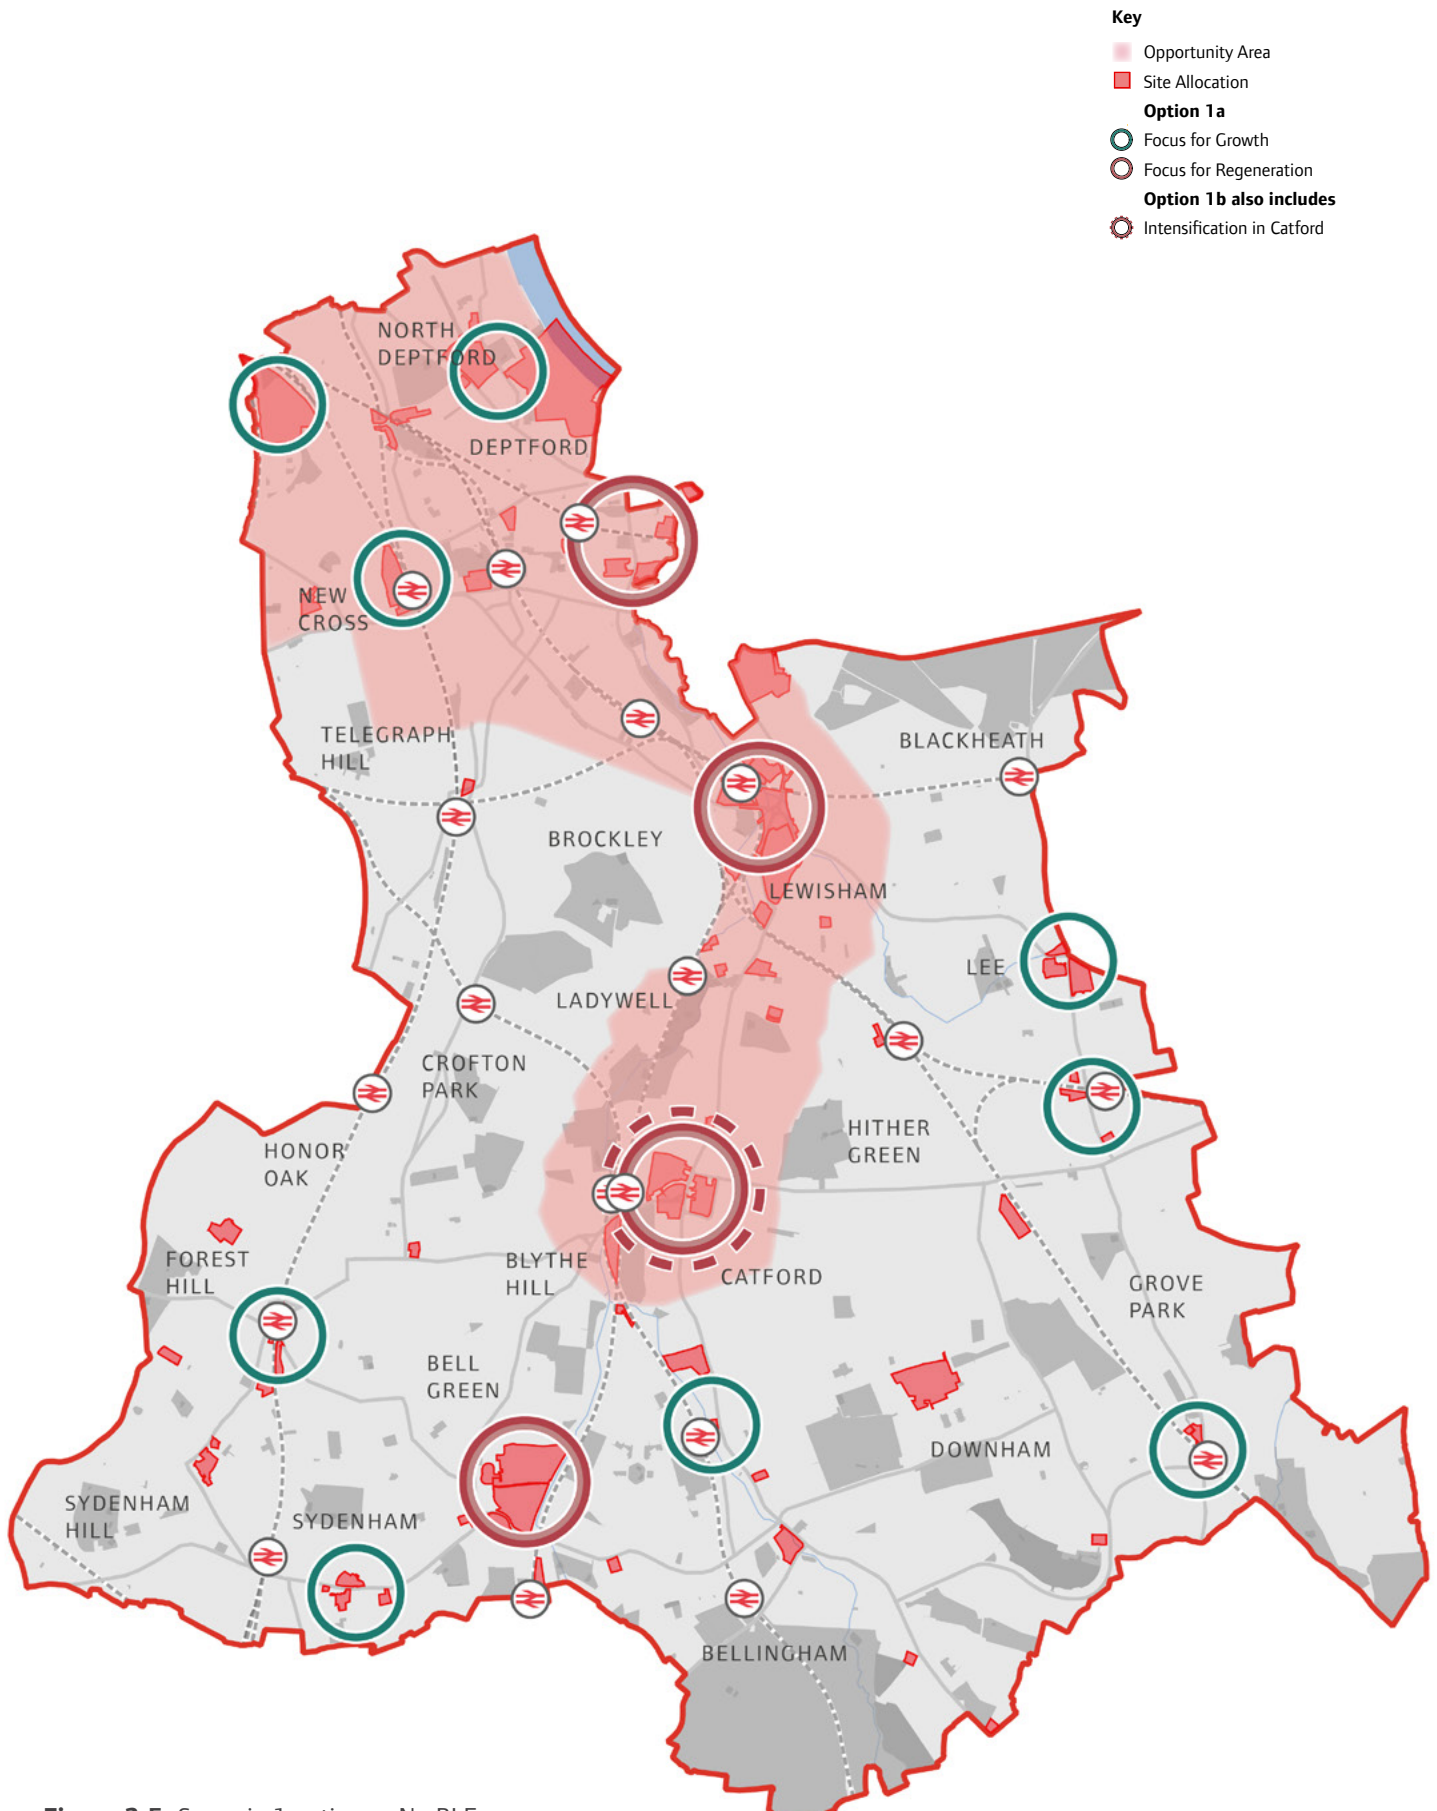 Key
Opportunity Area
Site Allocation
Option 1a
Focus for Growth
Focus for Regeneration
Option 1b also includes
Intensification in Catford
NORTH
DEPTFORD
DEPTFORD
NEW
CROSS
TELEGRAPH
HILL
BLACKHEATH
BROCKLEY
LEWISHAM
LEE
LADYWELL
CROFTON
PARK
HITHER
GREEN
HONOR
OAK
FOREST
HILL
BLYTHE
HILL
CATFORD
GROVE
PARK
BELL
GREEN
DOWNHAM
SYDENHAM
HILL
SYDENHAM
BELLINGHAM